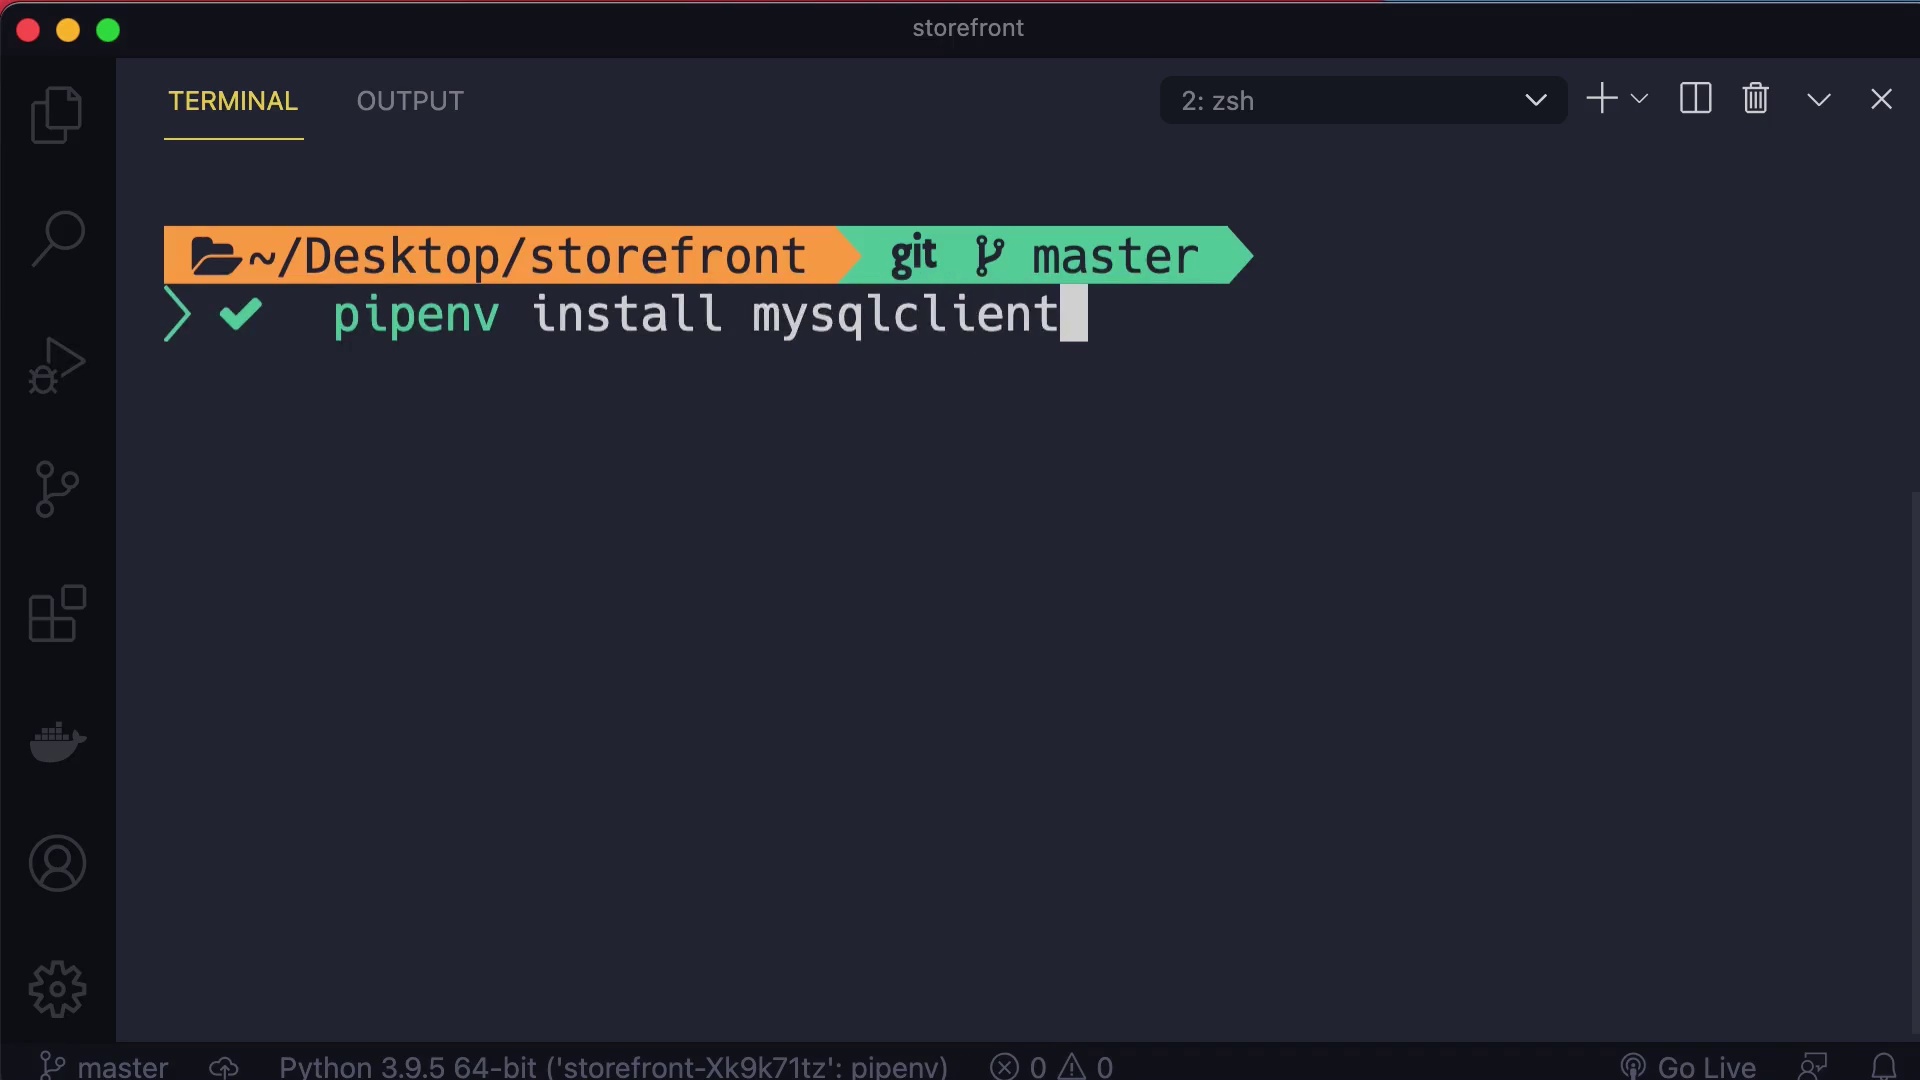 storefront
TERMINAL OUTPUT 2: zsh
~/Desktop/storefront git master
pipenv install mysqlclient
master Python 3.9.5 64-bit ('storefront-Xk9k71tz': pipenv) 0 0 Go Live